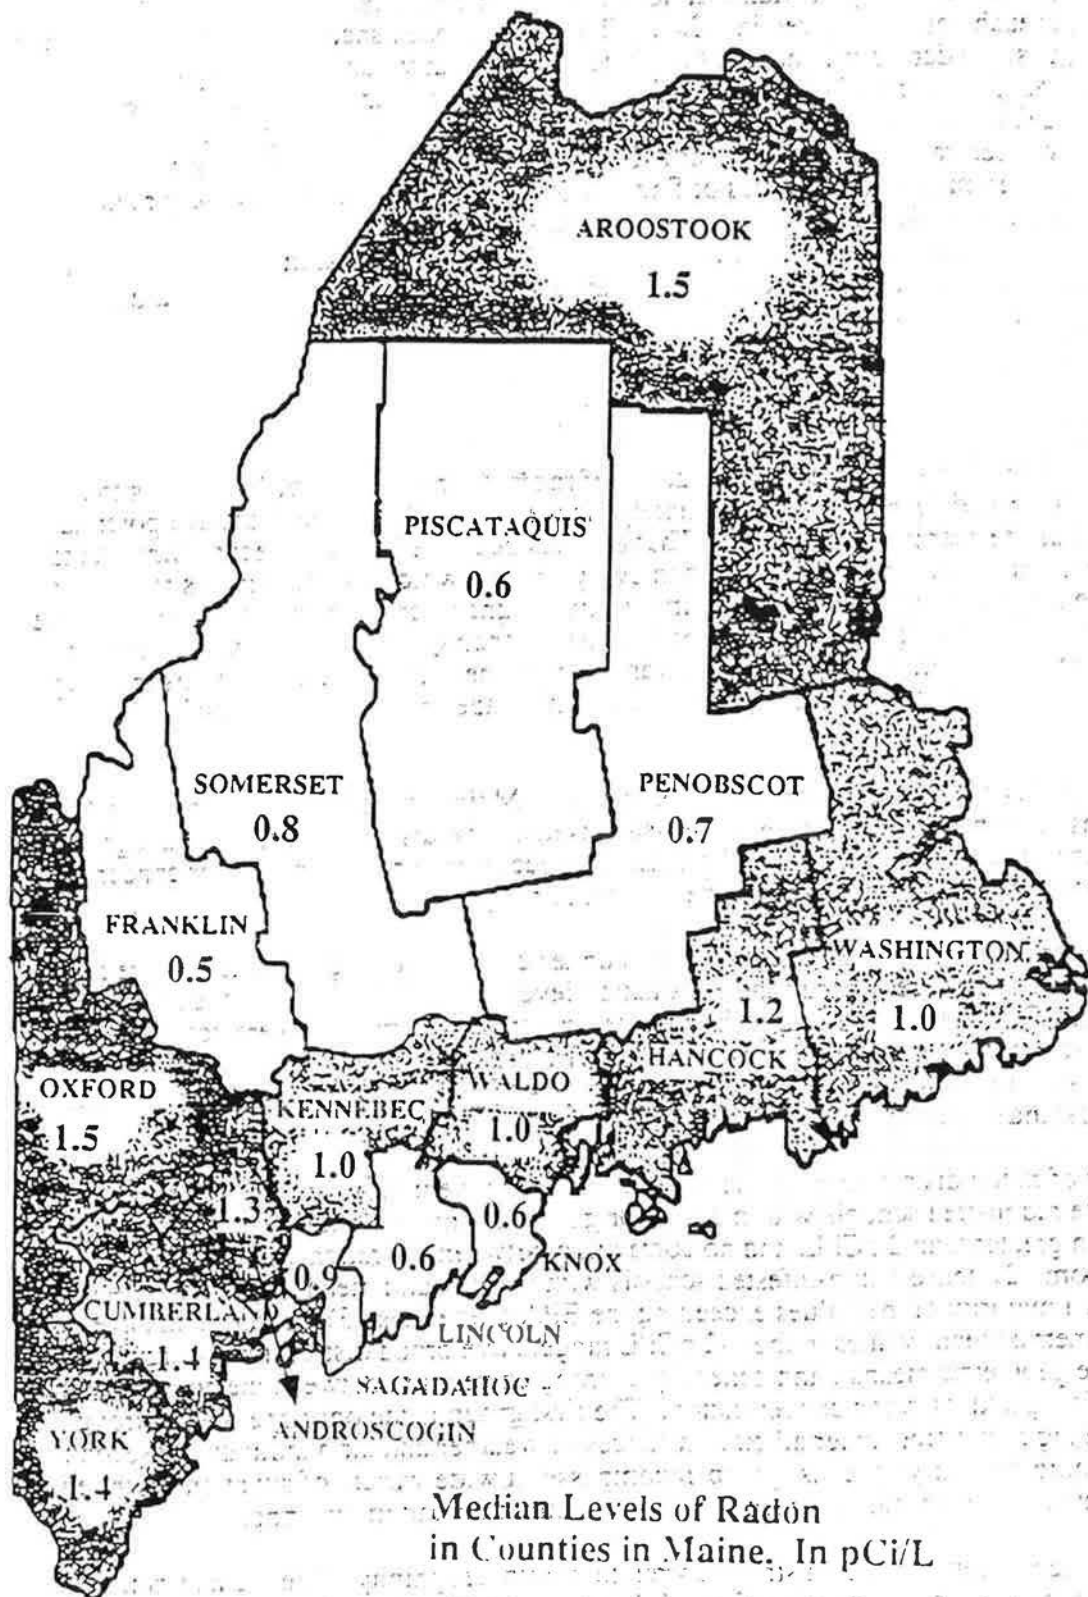 AROOSTOOK
1.5
PISCATAQUIS
0.6
SOMERSET
0.8
PENOBSCOT
0.7
FRANKLIN
0.5
WASHINGTON
1.0
1.2
HANCOCK
OXFORD
1.5
KENNEBEC
1.0
WALDO
1.0
1.3
0.6
0.6
KNOX
0.9
CUMBERLAND
1.4
LINCOLN
SAGADAHOC
ANDROSCOGIN
YORK
1.4
Median Levels of Radon
in Counties in Maine. In pCi/L